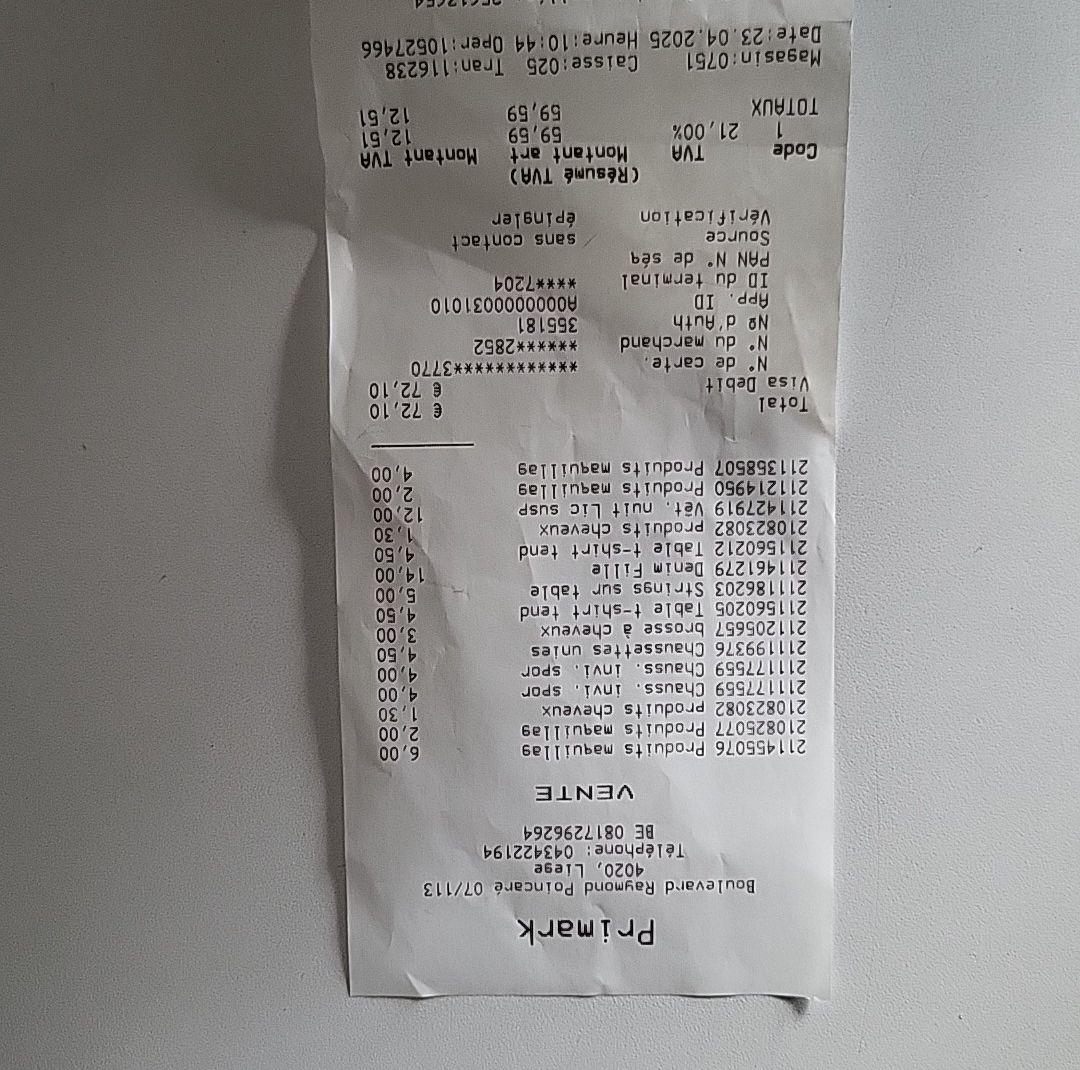 Primark
Boulevard Raymond Poincaré 07/113
4020, Liege
Téléphone: 043422194
BE 0817296264
VENTE
211455076 Produits maquillag 6,00
210825077 Produits maquillag 2,00
210823082 produits cheveux 1,30
211177559 Chauss. invi. spor 4,00
211177559 Chauss. invi. spor 4,00
211199376 Chaussettes unies 4,50
211205657 brosse à cheveux 3,00
211560205 Table t-shirt tend 4,50
211186203 Strings sur table 5,00
211461279 Denim Fille 14,00
211560212 Table t-shirt tend 4,50
210823082 produits cheveux 1,30
211427919 Vêt. nuit Lic susp 12,00
211214950 Produits maquillag 2,00
211358507 Produits maquillag 4,00
Total € 72,10
Visa Debit € 72,10
N° de carte. *************3770
N° du marchand ******2852
Nº d'Auth 355181
App. ID A0000000031010
ID du terminal ****7204
PAN N° de séq
Source sans contact
Vérification épingler
(Résumé TVA)
Code TVA Montant art Montant TVA
1 21,00% 59,59 12,51
TOTAUX 59,59 12,51
Magasin:0751 Caisse:025 Tran:116238
Date:23.04.2025 Heure:10:44 Oper:10527466